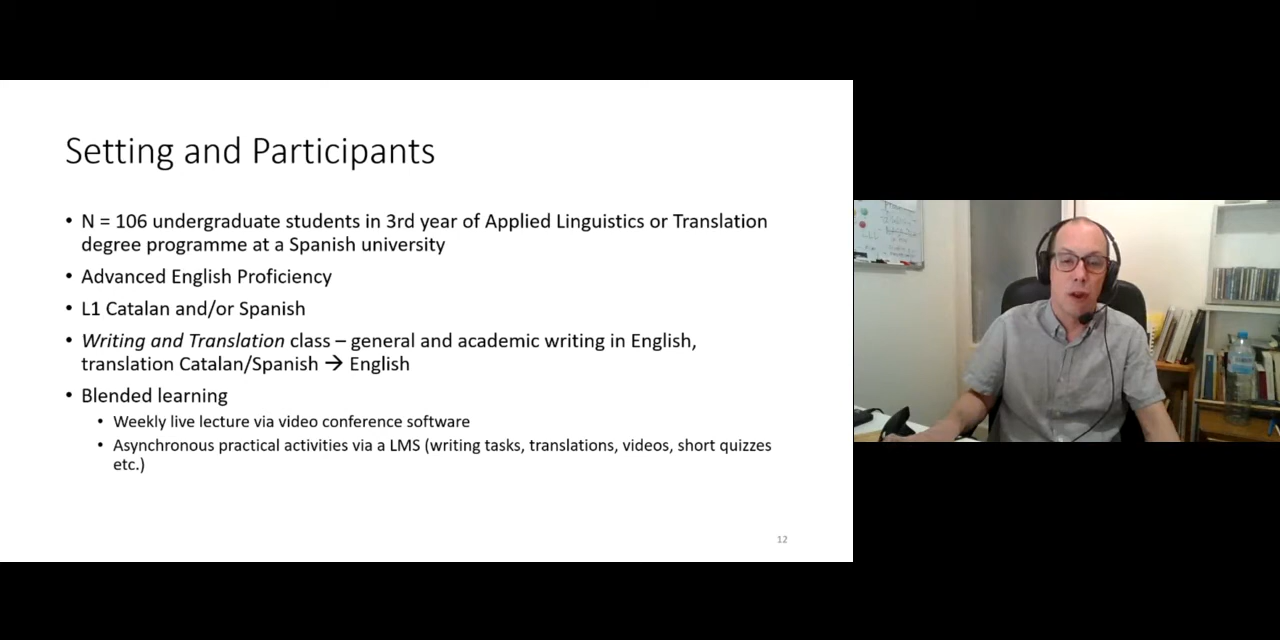 Setting and Participants
• N = 106 undergraduate students in 3rd year of Applied Linguistics or Translation
degree programme at a Spanish university
• Advanced English Proficiency
• L1 Catalan and/or Spanish
• Writing and Translation class – general and academic writing in English,
translation Catalan/Spanish → English
• Blended learning
• Weekly live lecture via video conference software
• Asynchronous practical activities via a LMS (writing tasks, translations, videos, short quizzes
etc.)
12